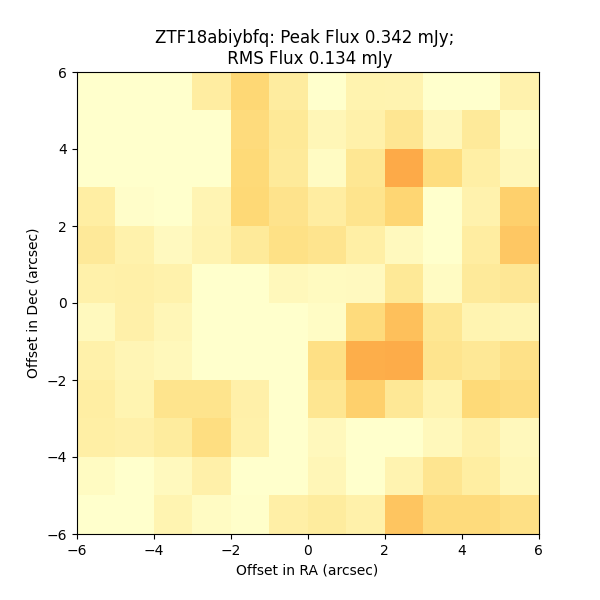 ZTF18abiybfq: Peak Flux 0.342 mJy;
RMS Flux 0.134 mJy
6
4
2
0
−2
−4
−6
Offset in Dec (arcsec)
−6 −4 −2 0 2 4 6
Offset in RA (arcsec)